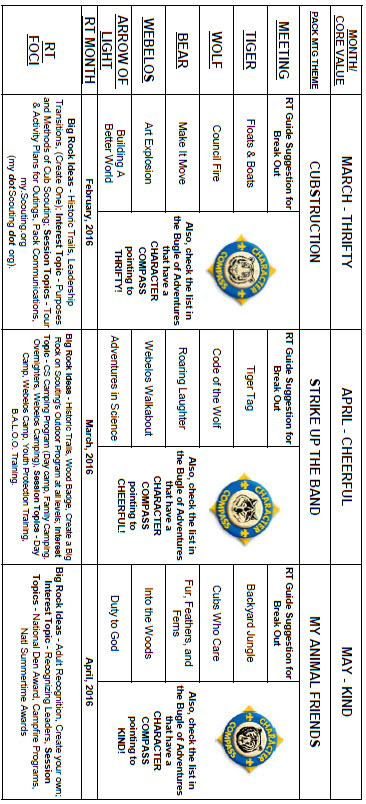 MONTH/
CORE VALUE
MARCH - THRIFTY
APRIL - CHEERFUL
MAY - KIND
PACK MTG THEME
CUBSTRUCTION
STRIKE UP THE BAND
MY ANIMAL FRIENDS
MEETING
RT Guide Suggestion for
Break Out
RT Guide Suggestion for
Break Out
RT Guide Suggestion for
Break Out
TIGER
Floats & Boats
Tiger Tag
Backyard Jungle
WOLF
Council Fire
Code of the Wolf
Cubs Who Care
BEAR
Make It Move
Roaring Laughter
Fur, Feathers, and
Ferns
WEBELOS
Art Explosion
Webelos Walkabout
Into the Woods
ARROW OF
LIGHT
Building A
Better World
Adventures in Science
Duty to God
CHARACTER
COMPASS
Also, check the list in
the Bugle of Adventures
that have a
CHARACTER
COMPASS
pointing to
THRIFTY!
CHARACTER
COMPASS
Also, check the list in
the Bugle of Adventures
that have a
CHARACTER
COMPASS
pointing to
CHEERFUL!
CHARACTER
COMPASS
Also, check the list in
the Bugle of Adventures
that have a
CHARACTER
COMPASS
pointing to
KIND!
RT MONTH
February, 2016
March, 2016
April, 2016
RT
FOCI
Big Rock Ideas - Historic Trails, Leadership
Transitions, (Create One); Interest Topic - Purposes
and Methods of Cub Scouting; Session Topics - Tour
& Activity Plans for Outings, Pack Communications,
my.Scouting.org
(my dot Scouting dot org).
Big Rock Ideas - Historic Trails, Wood Badge, Create a Big
Rock on Scouting's Outdoor Program at all levels; Interest
Topic - CS Camping Program (Day camp, Family Camping,
Overnighters, Webelos Camping), Session Topics - Day
Camp, Webelos Camp, Youth Protection Training,
B.A.L.O.O. Training.
Big Rock Ideas - Adult Recognition, Create your own;
Interest Topic - Recognizing Leaders, Session
Topics - National Den Award, Campfire Programs,
Natl Summertime Awards